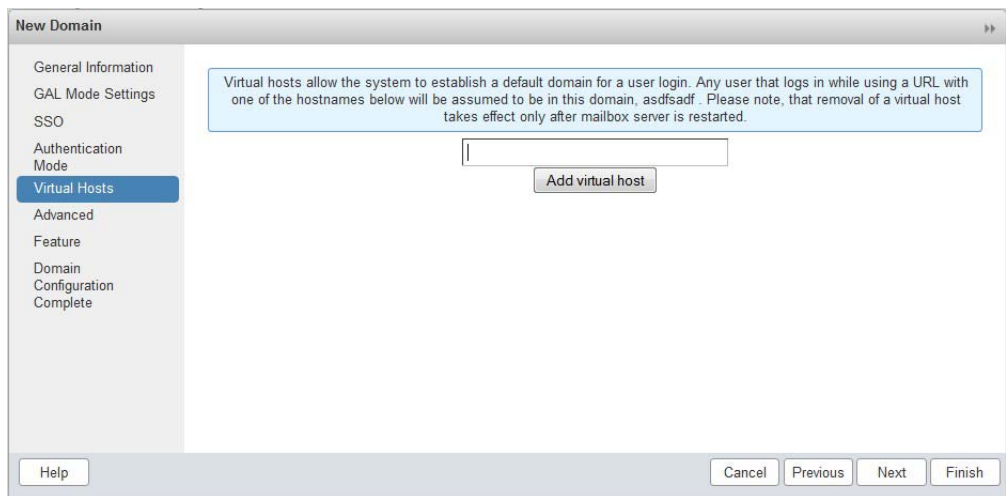 New Domain
General Information
GAL Mode Settings
SSO
Authentication
Mode
Virtual Hosts
Advanced
Feature
Domain
Configuration
Complete
Virtual hosts allow the system to establish a default domain for a user login. Any user that logs in while using a URL with
one of the hostnames below will be assumed to be in this domain, asdfsadf . Please note, that removal of a virtual host
takes effect only after mailbox server is restarted.
Add virtual host
Help
Cancel
Previous
Next
Finish